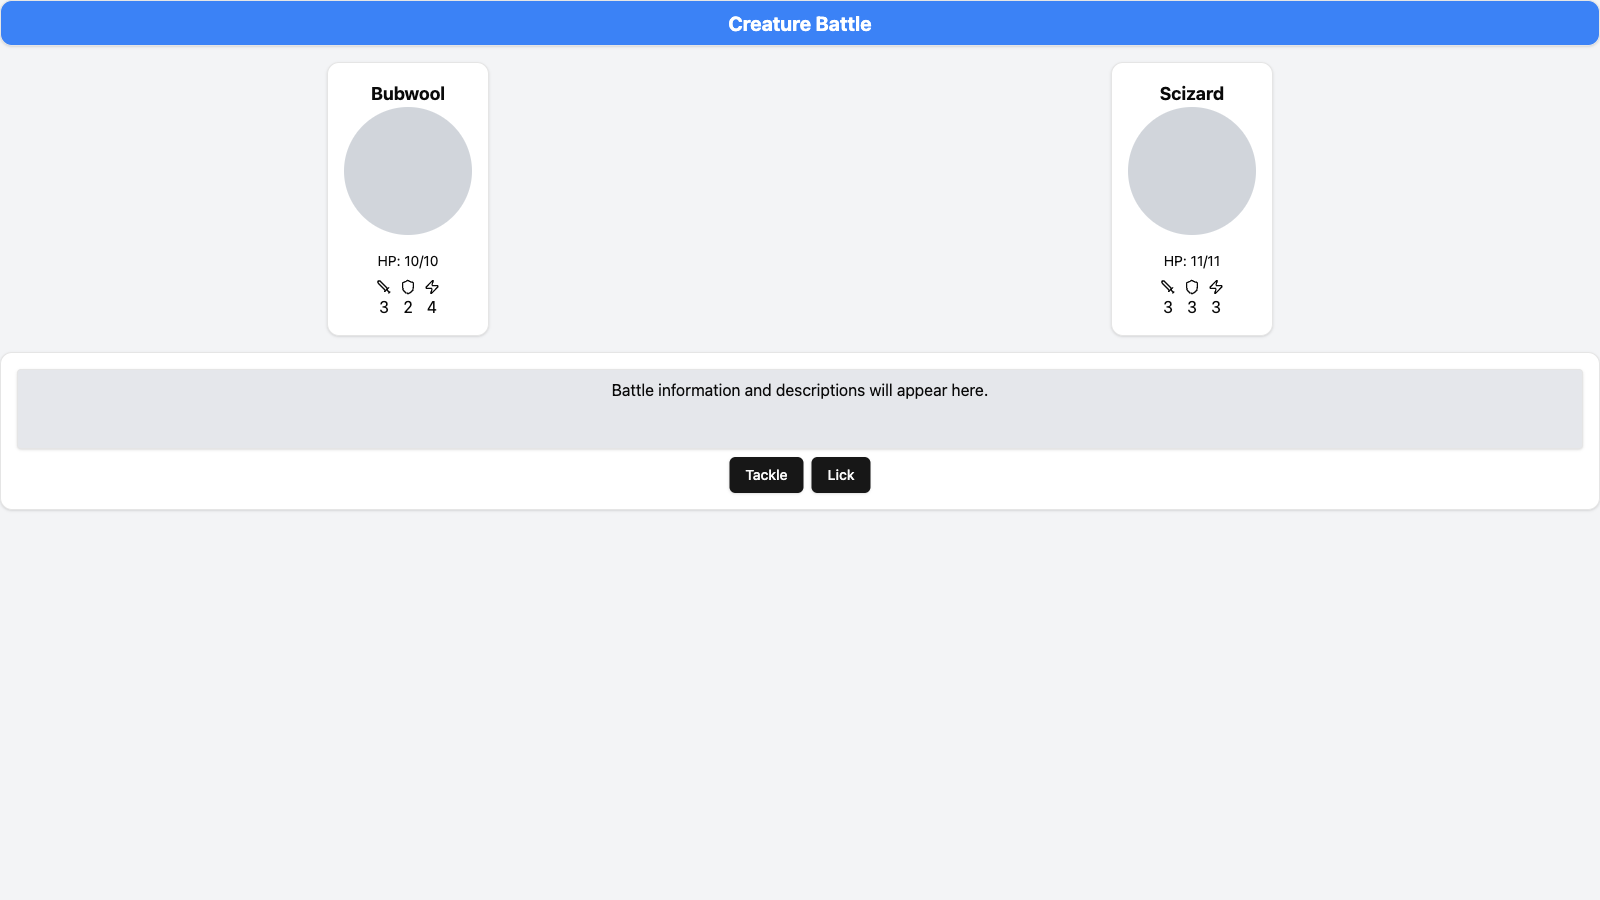 Creature Battle
Bubwool
HP: 10/10
3 2 4
Scizard
HP: 11/11
3 3 3
Battle information and descriptions will appear here.
Tackle Lick